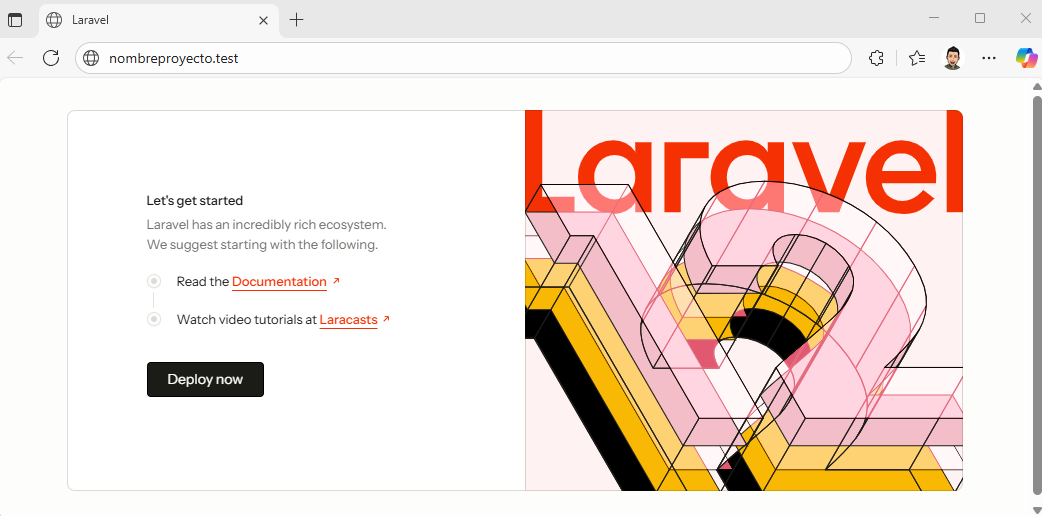 Laravel
nombreproyecto.test
Laravel
Let's get started
Laravel has an incredibly rich ecosystem.
We suggest starting with the following.
Read the Documentation
Watch video tutorials at Laracasts
Deploy now